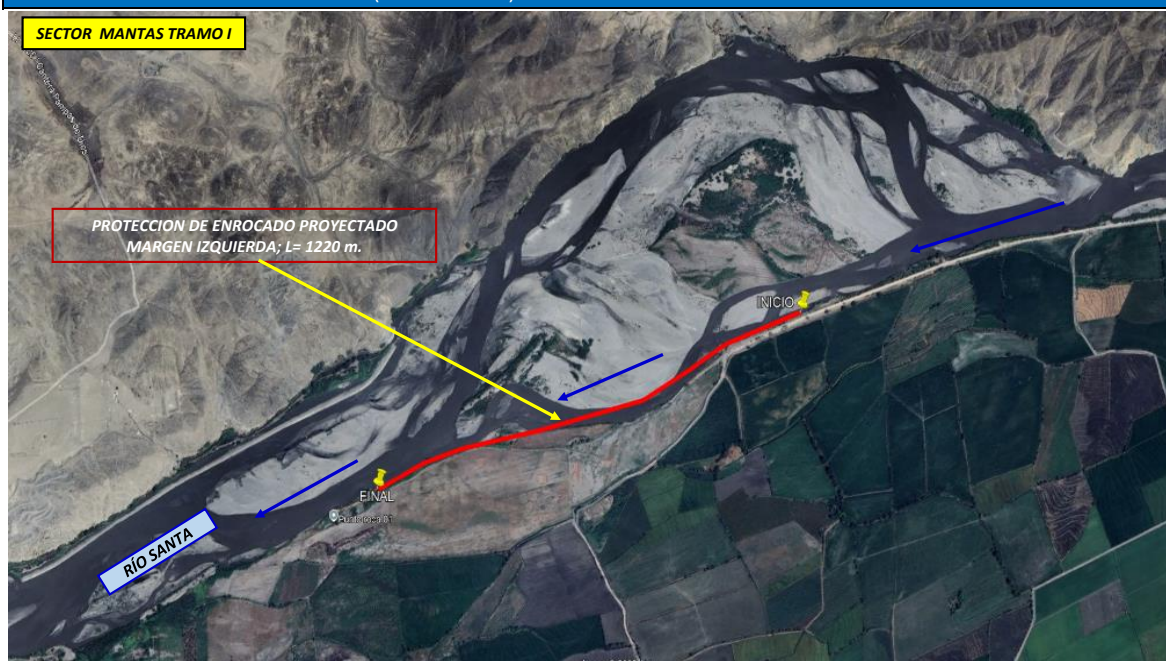 SECTOR MANTAS TRAMO I
PROTECCION DE ENROCADO PROYECTADO
MARGEN IZQUIERDA; L= 1220 m.
INICIO
FINAL
RÍO SANTA